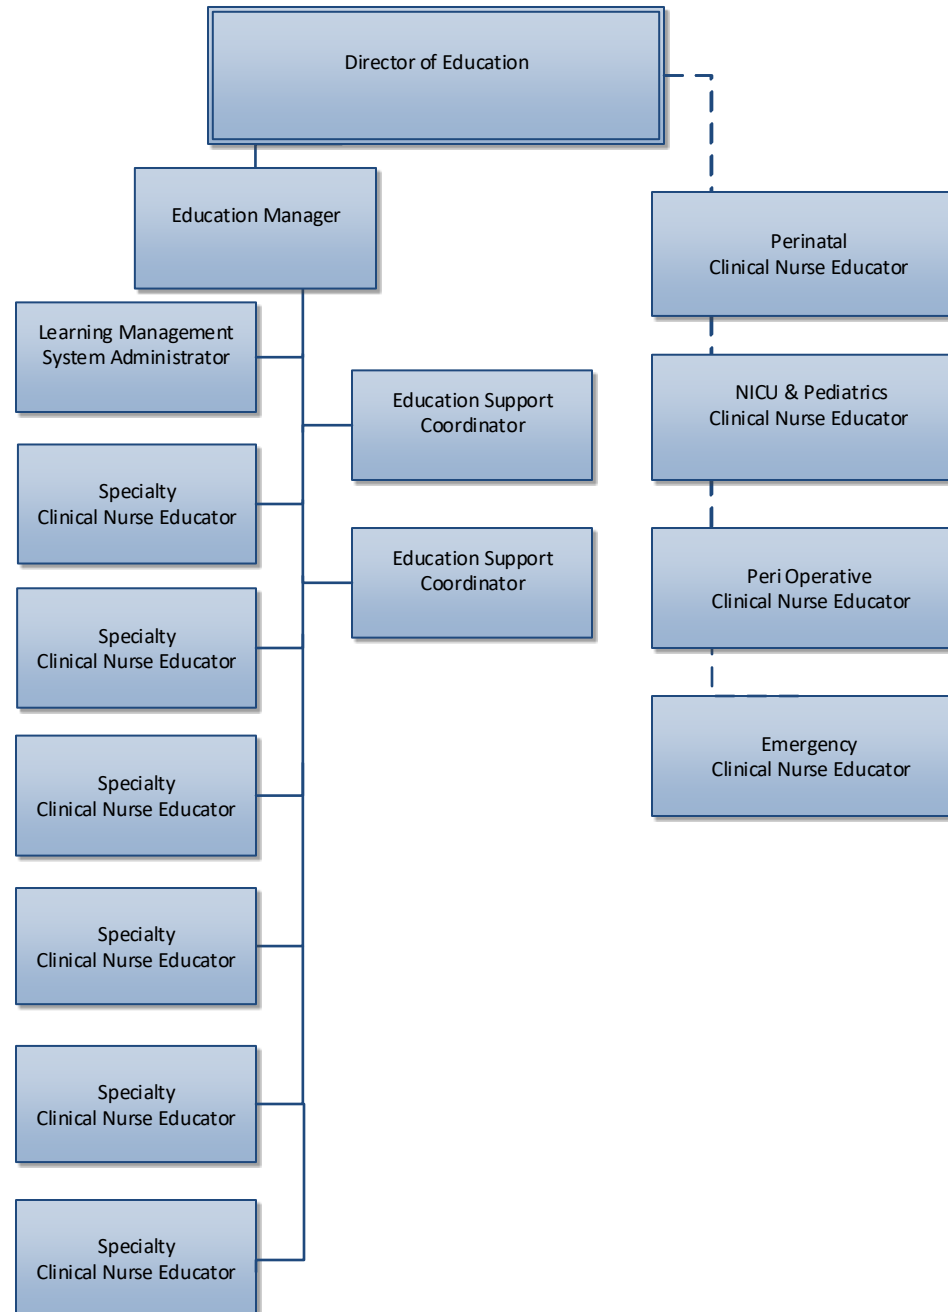 Director of Education
Education Manager
Perinatal
Clinical Nurse Educator
Learning Management
System Administrator
NICU & Pediatrics
Clinical Nurse Educator
Education Support
Coordinator
Specialty
Clinical Nurse Educator
Education Support
Coordinator
Peri Operative
Clinical Nurse Educator
Specialty
Clinical Nurse Educator
Emergency
Clinical Nurse Educator
Specialty
Clinical Nurse Educator
Specialty
Clinical Nurse Educator
Specialty
Clinical Nurse Educator
Specialty
Clinical Nurse Educator